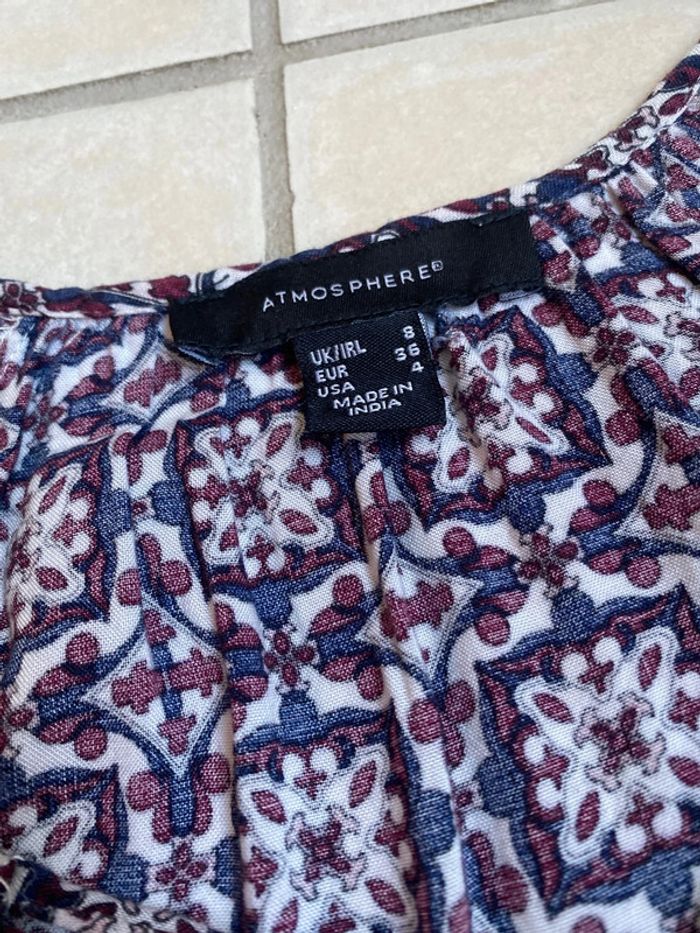 ATMOSPHERE®
UK/IRL 8
EUR 36
USA 4
MADE IN
INDIA